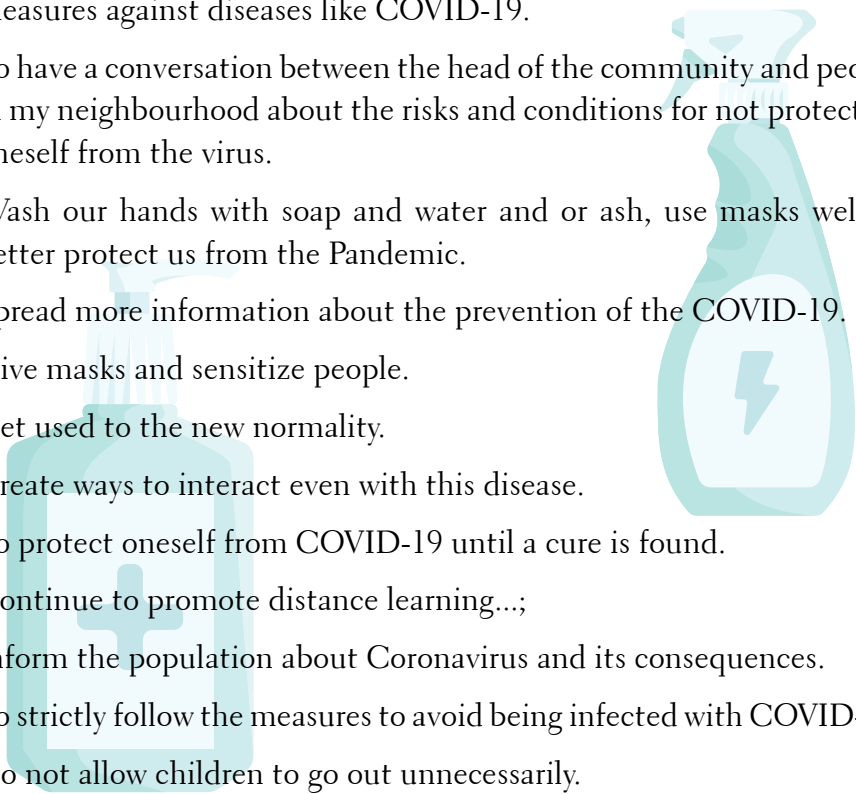 easures against diseases like COVID-19.
o have a conversation between the head of the community and peo
my neighbourhood about the risks and conditions for not protect
neself from the virus.
Wash our hands with soap and water and or ash, use masks wel
etter protect us from the Pandemic.
pread more information about the prevention of the COVID-19.
ive masks and sensitize people.
et used to the new normality.
reate ways to interact even with this disease.
o protect oneself from COVID-19 until a cure is found.
ontinue to promote distance learning...;
nform the population about Coronavirus and its consequences.
o strictly follow the measures to avoid being infected with COVID-
o not allow children to go out unnecessarily.